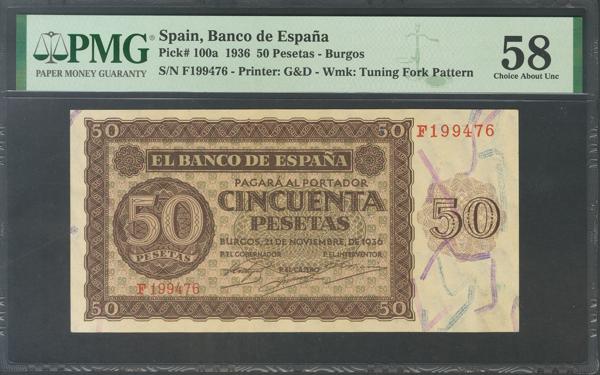 PMG
PAPER MONEY GUARANTY
Spain, Banco de España
Pick# 100a 1936 50 Pesetas - Burgos
S/N F199476 - Printer: G&D - Wmk: Tuning Fork Pattern
58
Choice About Unc
50
50
F199476
EL BANCO DE ESPAÑA
PAGARÁ AL PORTADOR
CINCUENTA
PESETAS
50
PESETAS
50
BURGOS, 21 DE NOVIEMBRE, DE 1936
P. EL GOBERNADOR
P. EL INTERVENTOR
P. EL CAJERO
F199476
50
50